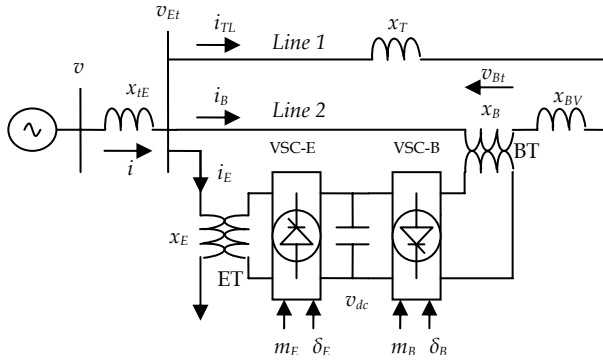 v_Et
i_TL
Line 1
x_T
v
x_tE
i_B
Line 2
v_Bt
x_B
x_BV
i
VSC-E
VSC-B
BT
i_E
x_E
ET
v_dc
m_E
δ_E
m_B
δ_B